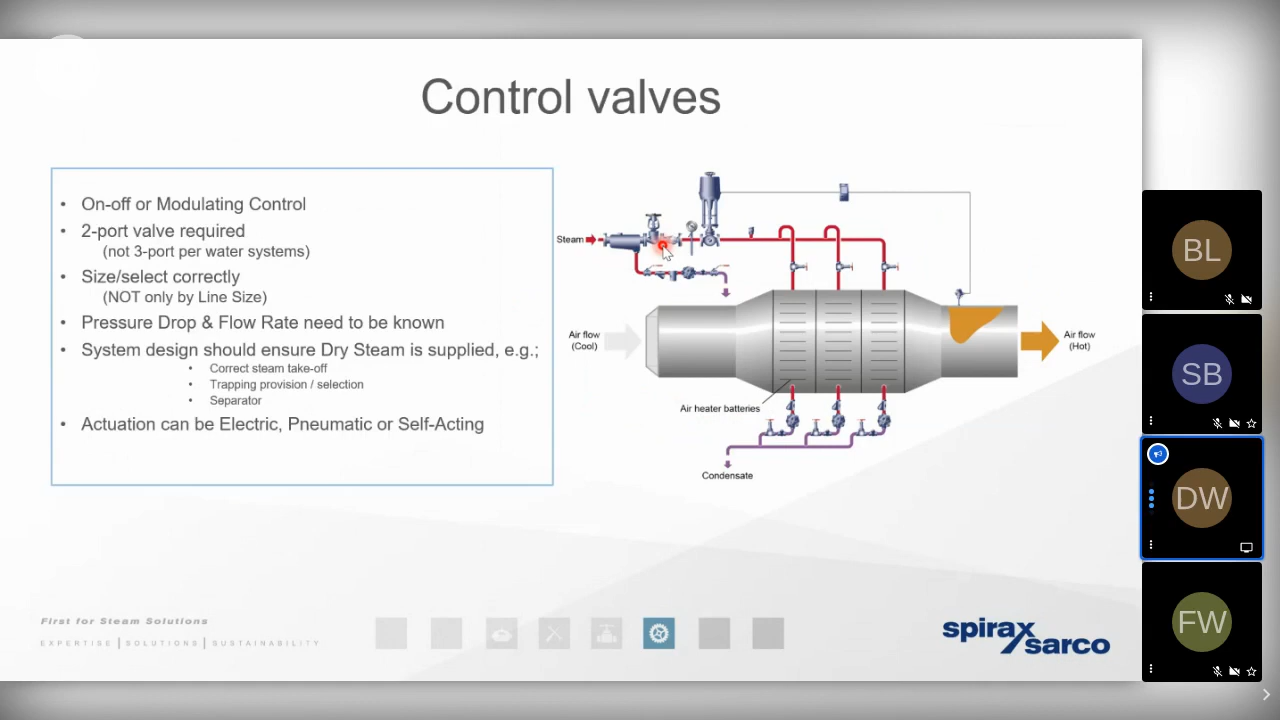 Control valves
• On-off or Modulating Control
• 2-port valve required
(not 3-port per water systems)
• Size/select correctly
(NOT only by Line Size)
• Pressure Drop & Flow Rate need to be known
• System design should ensure Dry Steam is supplied, e.g.;
• Correct steam take-off
• Trapping provision / selection
• Separator
• Actuation can be Electric, Pneumatic or Self-Acting
Steam
Air flow
(Cool)
Air flow
(Hot)
Air heater batteries
Condensate
First for Steam Solutions
EXPERTISE | SOLUTIONS | SUSTAINABILITY
spirax
sarco
BL
SB
DW
FW